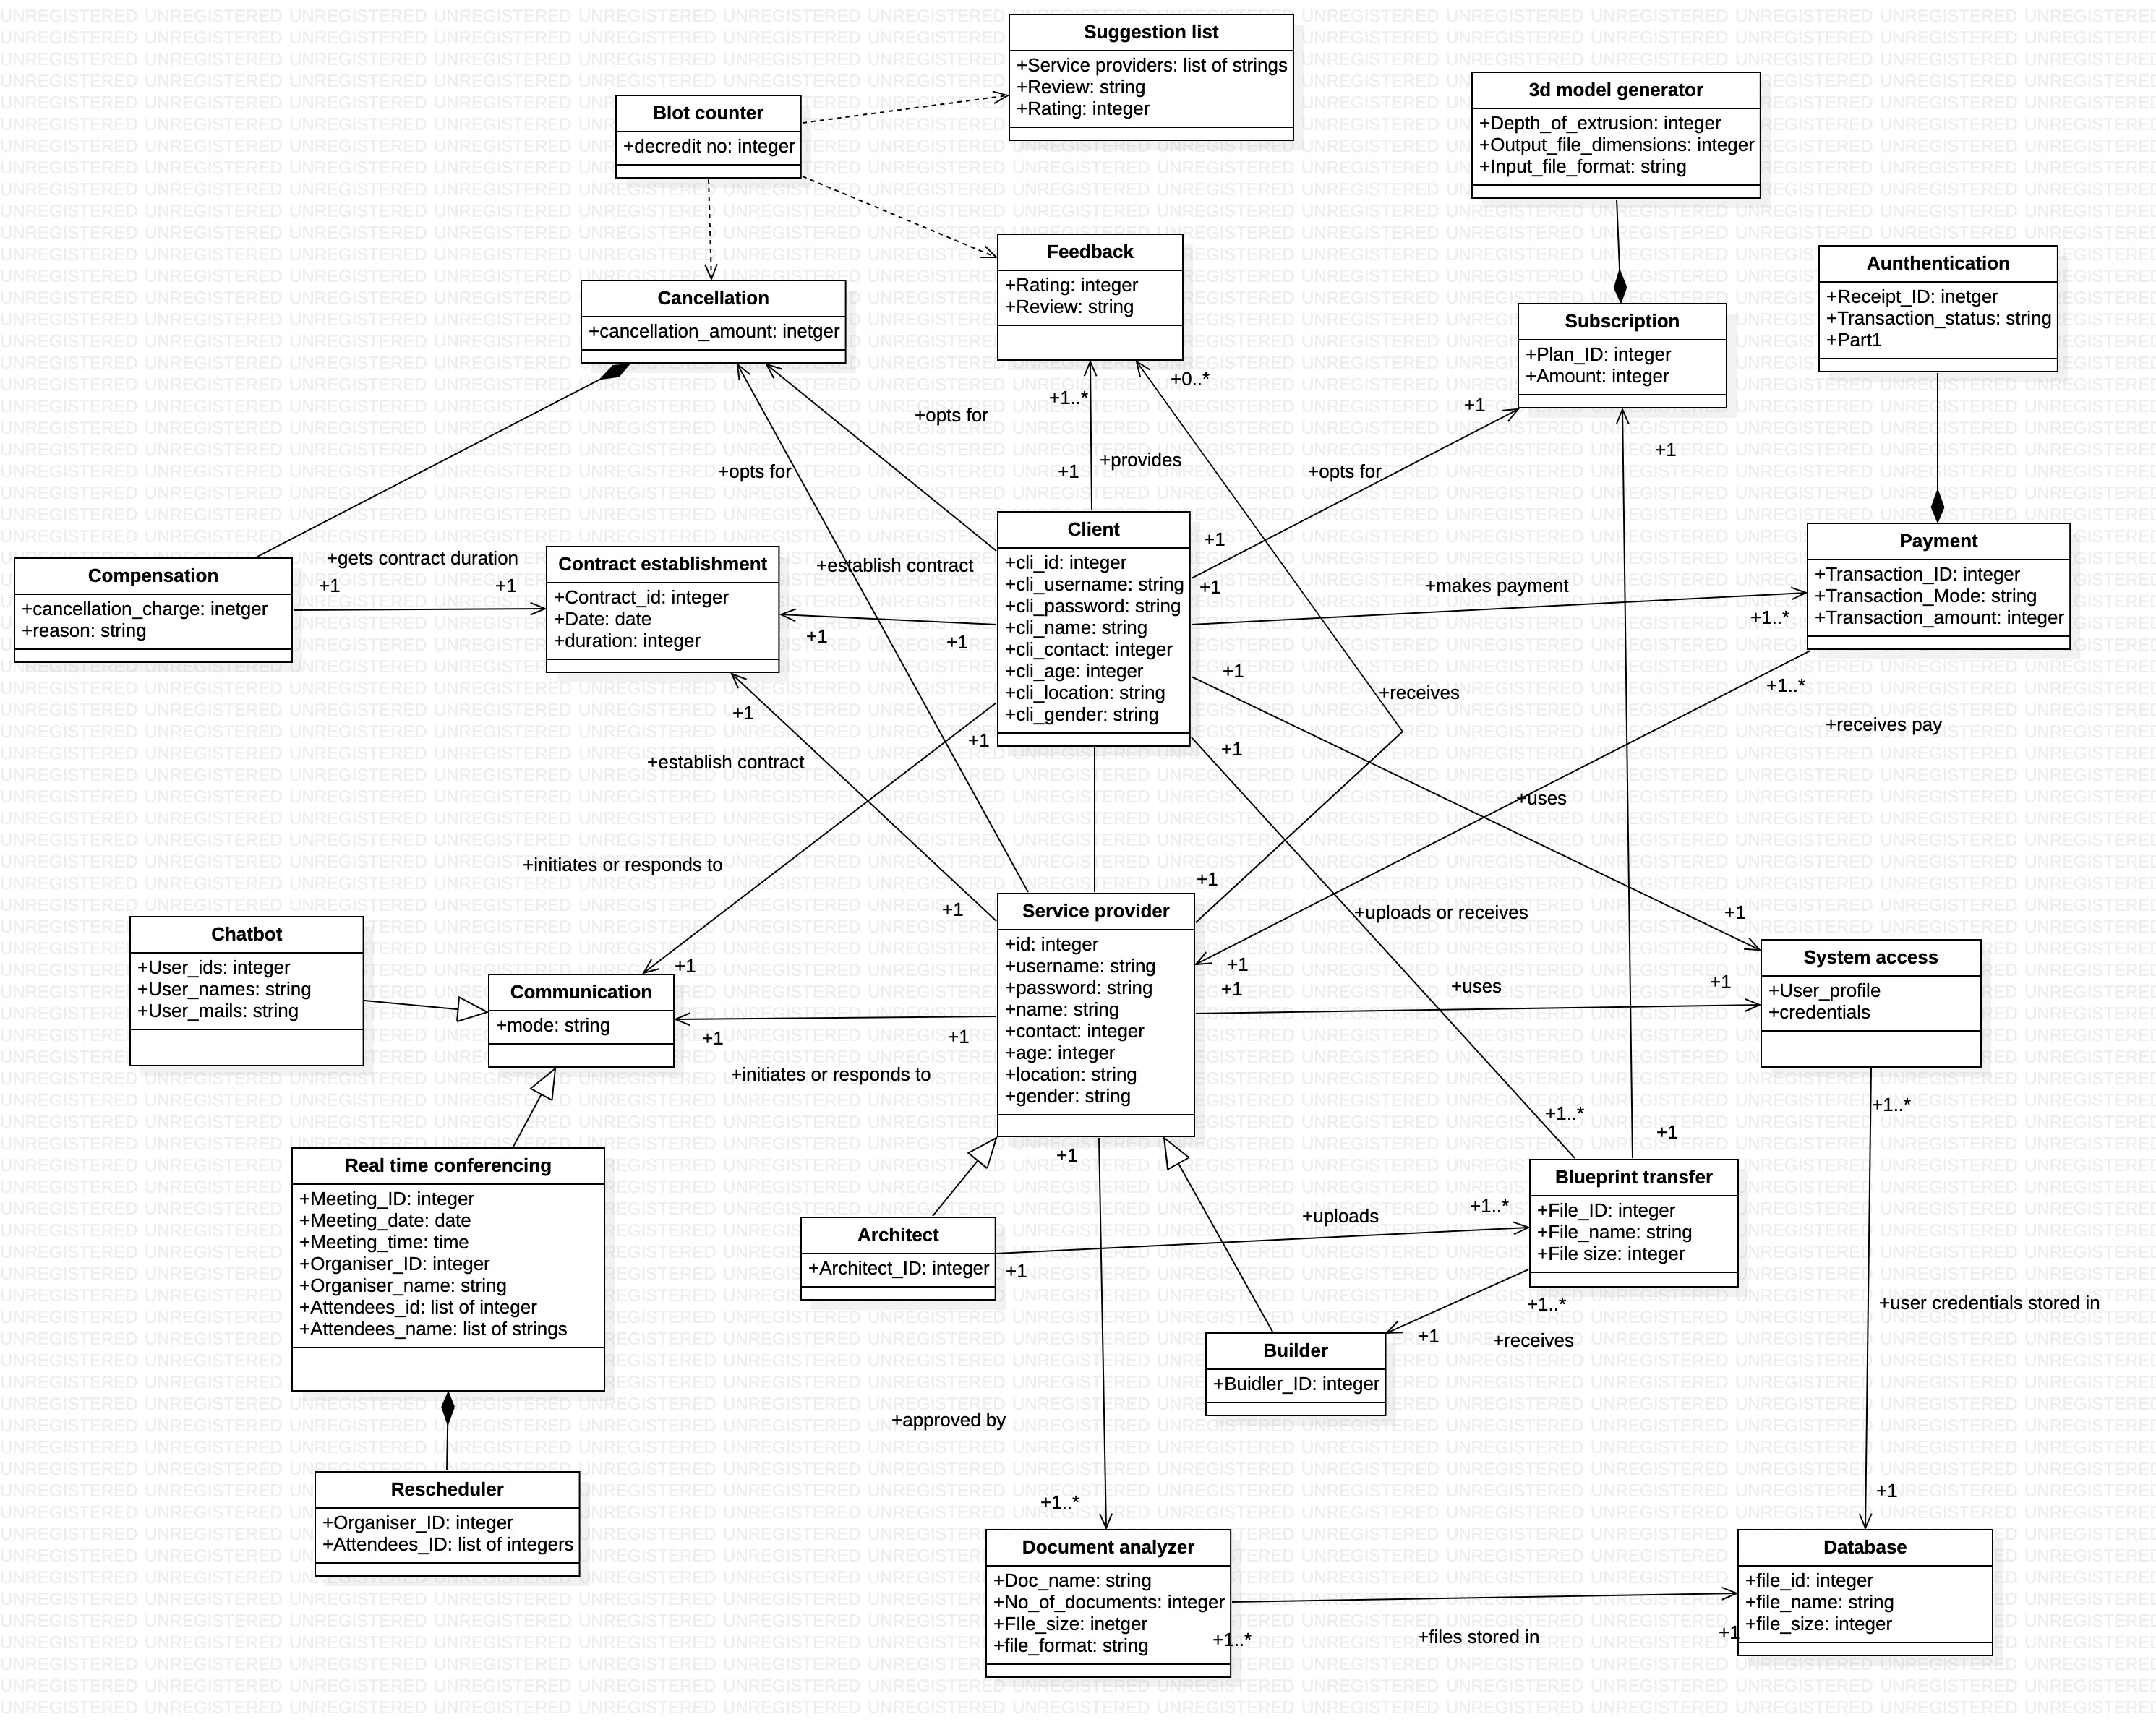 Suggestion list
+Service providers: list of strings
+Review: string
+Rating: integer
Blot counter
+decredit no: integer
3d model generator
+Depth_of_extrusion: integer
+Output_file_dimensions: integer
+Input_file_format: string
Feedback
+Rating: integer
+Review: string
Aunthentication
+Receipt_ID: inetger
+Transaction_status: string
+Part1
Cancellation
+cancellation_amount: inetger
Subscription
+Plan_ID: integer
+Amount: integer
+0..*
+1..*
+opts for
+1
+1
+provides
+1
+opts for
+opts for
Client
+cli_id: integer
+cli_username: string
+cli_password: string
+cli_name: string
+cli_contact: integer
+cli_age: integer
+cli_location: string
+cli_gender: string
+1
+1
Payment
+Transaction_ID: integer
+Transaction_Mode: string
+Transaction_amount: integer
+makes payment
+1..*
Compensation
+cancellation_charge: inetger
+reason: string
+gets contract duration
+1
+1
Contract establishment
+Contract_id: integer
+Date: date
+duration: integer
+establish contract
+1
+1
+1
+1..*
+receives
+1
+receives pay
+1
+1
+establish contract
+uses
+initiates or responds to
+1
+1
Service provider
+id: integer
+username: string
+password: string
+name: string
+contact: integer
+age: integer
+location: string
+gender: string
+uploads or receives
+1
Chatbot
+User_ids: integer
+User_names: string
+User_mails: string
System access
+User_profile
+credentials
+1
+1
+1
+uses
+1
Communication
+mode: string
+1
+1
+initiates or responds to
+1..*
+1..*
+1
+1
Real time conferencing
+Meeting_ID: integer
+Meeting_date: date
+Meeting_time: time
+Organiser_ID: integer
+Organiser_name: string
+Attendees_id: list of integer
+Attendees_name: list of strings
Blueprint transfer
+File_ID: integer
+File_name: string
+File size: integer
+1..*
+uploads
Architect
+Architect_ID: integer
+1
+1..*
+user credentials stored in
+1
+receives
Builder
+Buidler_ID: integer
+approved by
Rescheduler
+Organiser_ID: integer
+Attendees_ID: list of integers
+1
+1..*
Document analyzer
+Doc_name: string
+No_of_documents: integer
+FIle_size: inetger
+file_format: string
Database
+file_id: integer
+file_name: string
+file_size: integer
+1..*
+files stored in
+1